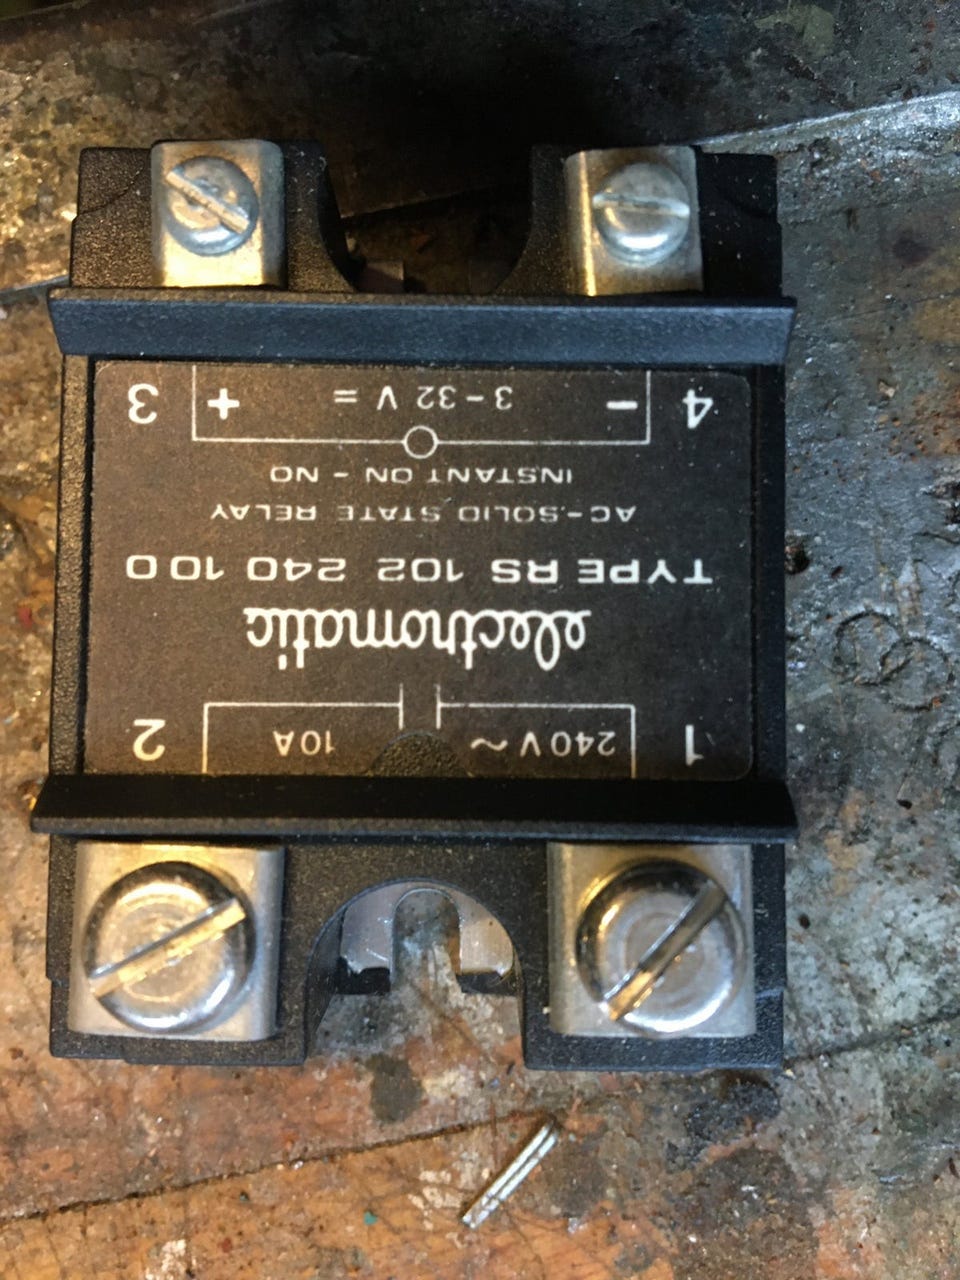 1 240V ~ 10A 2
electromatic
TYPE RS 102 240 100
AC-SOLID STATE RELAY
INSTANT ON - NO
4 - 3-32 V = + 3